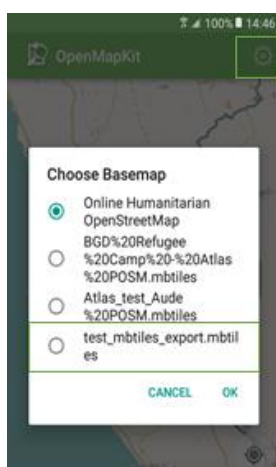 100% 14:46
OpenMapKit
Choose Basemap
Online Humanitarian
OpenStreetMap
BGD%20Refugee
%20Camp%20-%20Atlas
%20POSM.mbtiles
Atlas_test_Aude
%20POSM.mbtiles
test_mbtiles_export.mbtil
es
CANCEL OK